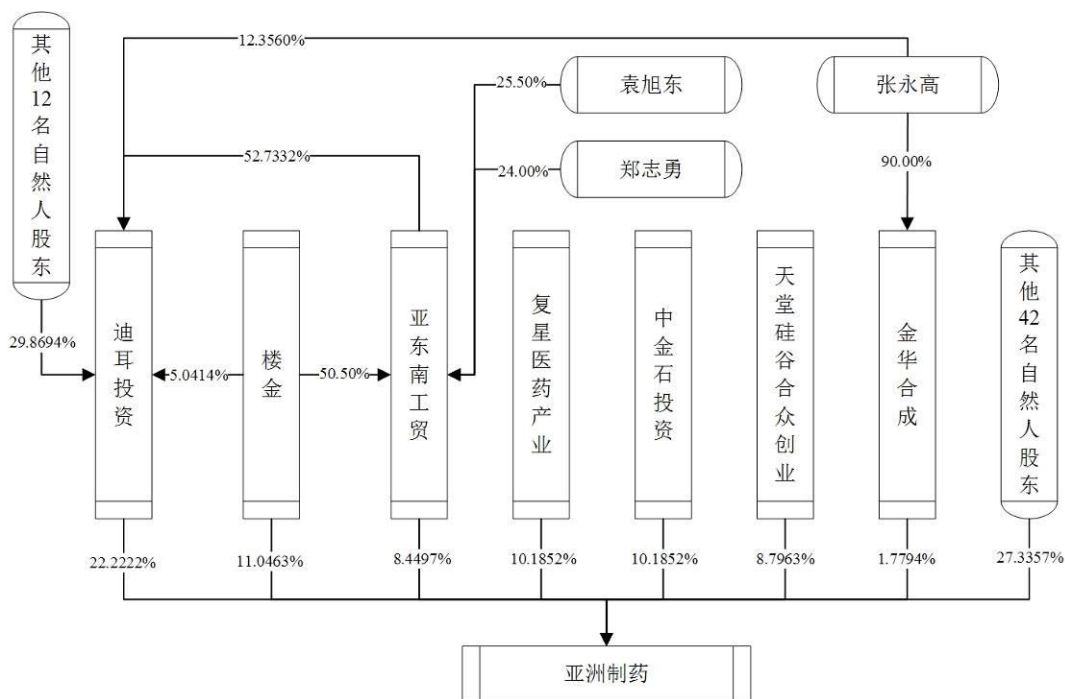 其他12名自然人股东
12.3560%
25.50%
袁旭东
张永高
52.7332%
24.00%
郑志勇
90.00%
29.8694%
迪耳投资
5.0414%
楼金
50.50%
亚东南工贸
复星医药产业
中金石投资
天堂硅谷合众创业
金华合成
其他42名自然人股东
22.2222%
11.0463%
8.4497%
10.1852%
10.1852%
8.7963%
1.7794%
27.3357%
亚洲制药